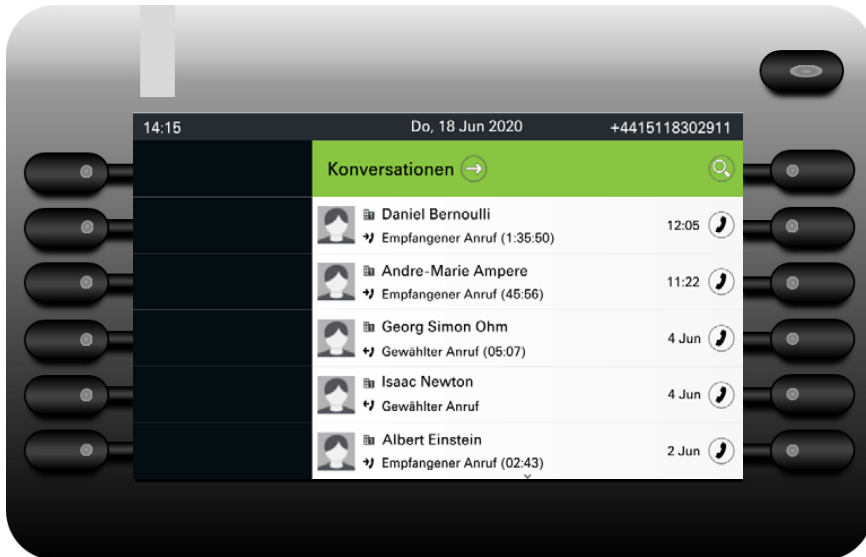 14:15 Do, 18 Jun 2020 +4415118302911
Konversationen
Daniel Bernoulli
Empfangener Anruf (1:35:50) 12:05
Andre-Marie Ampere
Empfangener Anruf (45:56) 11:22
Georg Simon Ohm
Gewählter Anruf (05:07) 4 Jun
Isaac Newton
Gewählter Anruf 4 Jun
Albert Einstein
Empfangener Anruf (02:43) 2 Jun